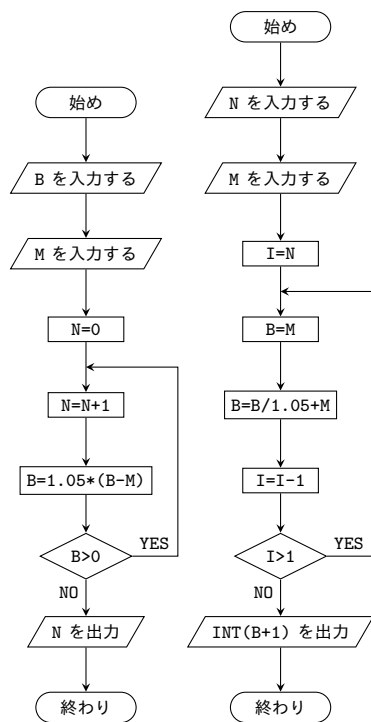 始め
B を入力する
M を入力する
N=0
N=N+1
B=1.05*(B-M)
B>0
YES
NO
N を出力
終わり
始め
N を入力する
M を入力する
I=N
B=M
B=B/1.05+M
I=I-1
I>1
YES
NO
INT(B+1) を出力
終わり